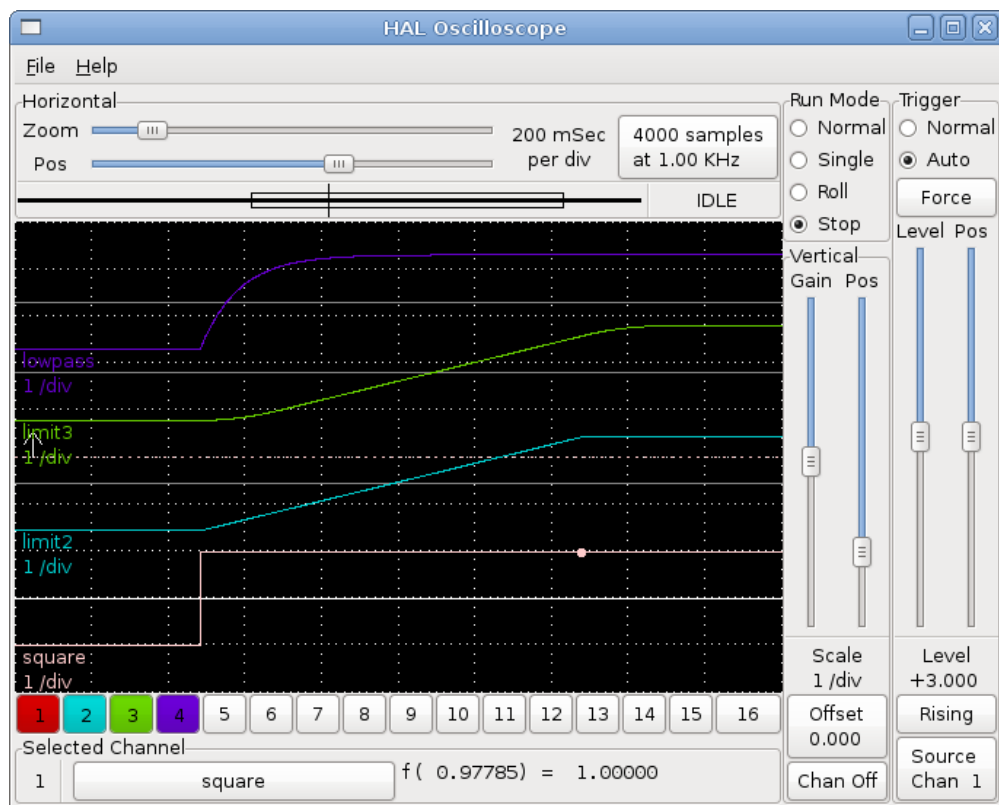 HAL Oscilloscope
File Help
Horizontal
Zoom
Pos
200 mSec
per div
4000 samples
at 1.00 KHz
IDLE
Run Mode
Normal
Single
Roll
Stop
Trigger
Normal
Auto
Force
Level Pos
Vertical
Gain Pos
lowpass
1 /div
limit3
1 /div
limit2
1 /div
square
1 /div
Scale
1 /div
Offset
0.000
Chan Off
Level
+3.000
Rising
Source
Chan 1
1 2 3 4 5 6 7 8 9 10 11 12 13 14 15 16
Selected Channel
1 square f( 0.97785) = 1.00000